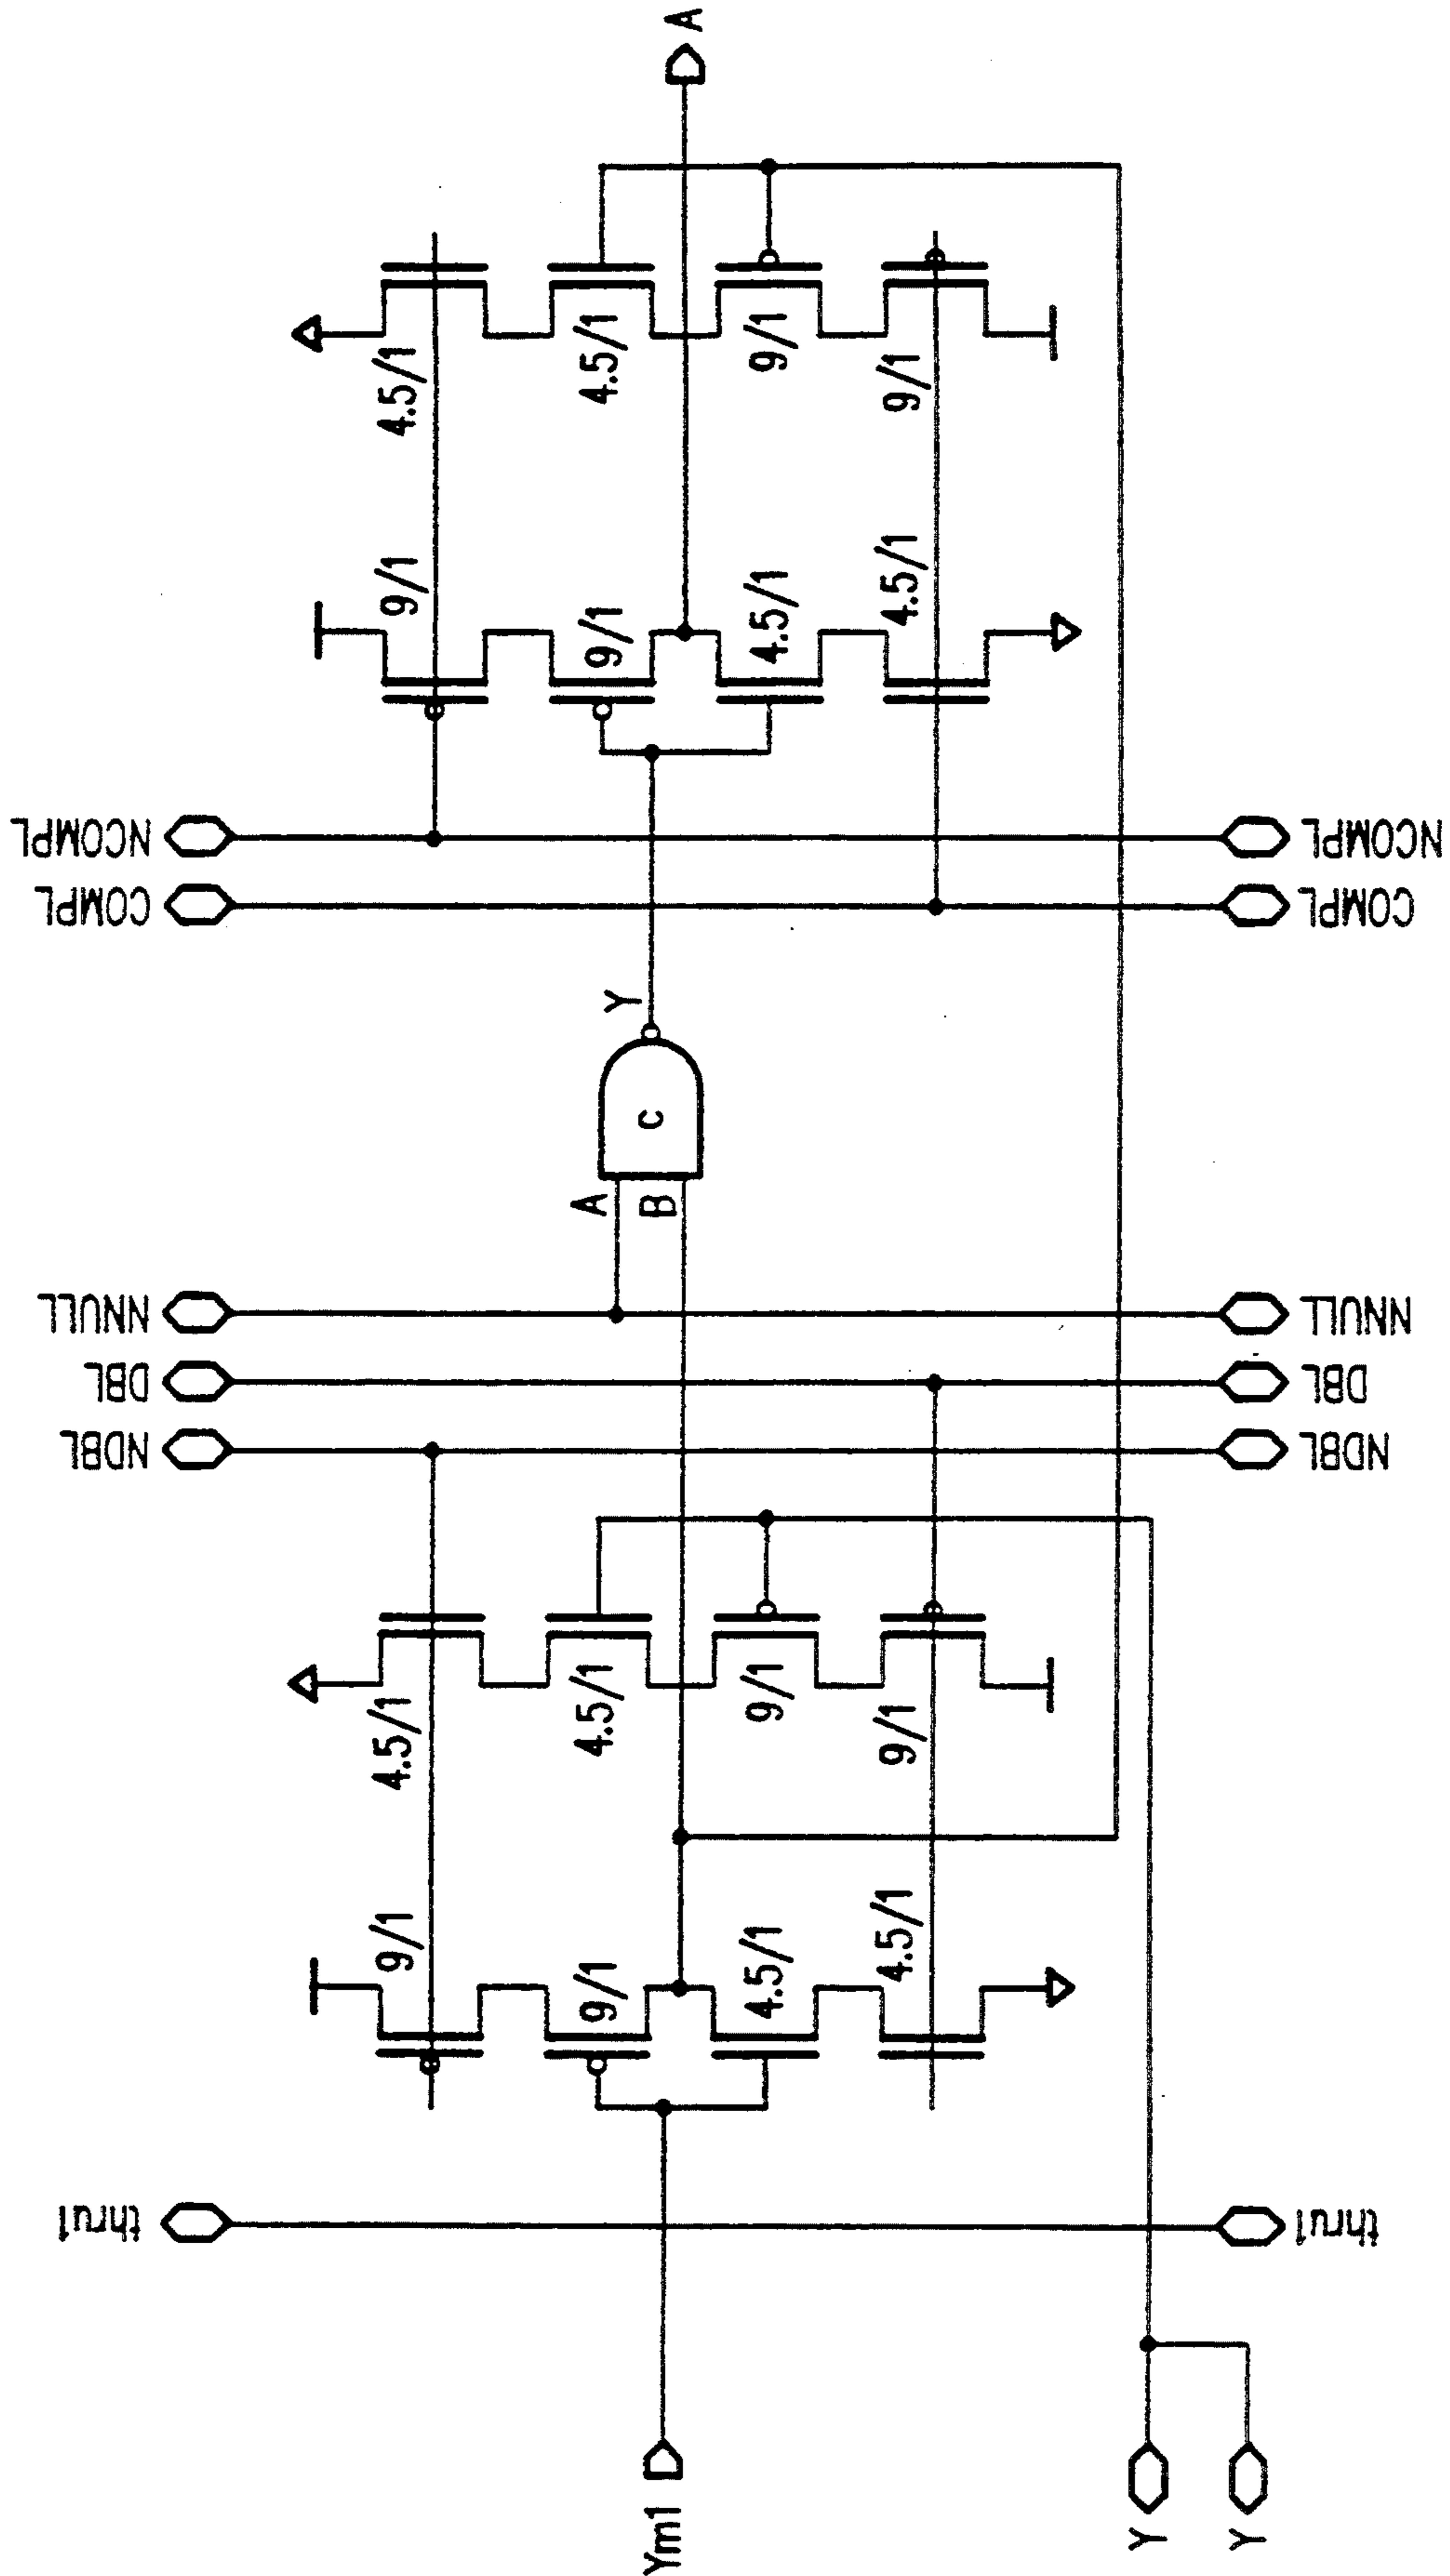 A
4.5/1
4.5/1
9/1
9/1
9/1
9/1
4.5/1
4.5/1
NCOMPL
COMPL
NCOMPL
COMPL
Y
c
A
B
NNULL
DBL
NDBL
NNULL
DBL
NDBL
4.5/1
4.5/1
9/1
9/1
9/1
9/1
4.5/1
4.5/1
thru1
thru1
Ym1
Y
Y